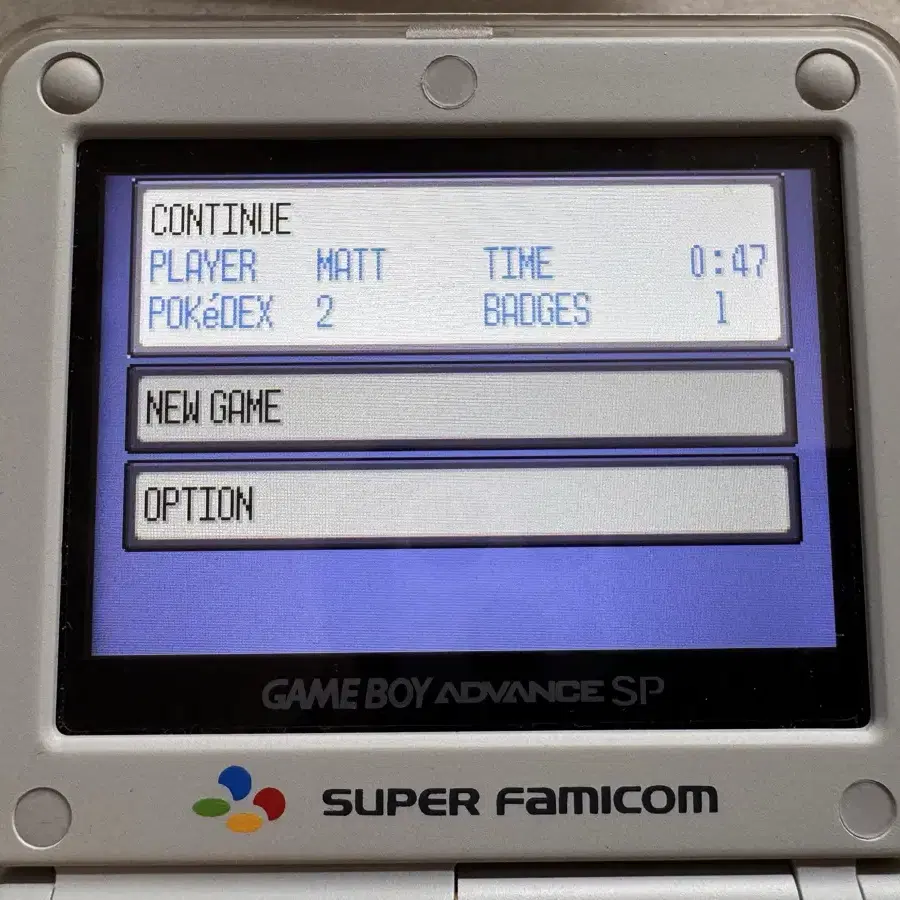 CONTINUE
PLAYER MATT TIME 0:47
POKéDEX 2 BADGES 1
NEW GAME
OPTION
GAME BOY ADVANCE SP
SUPER FAMICOM